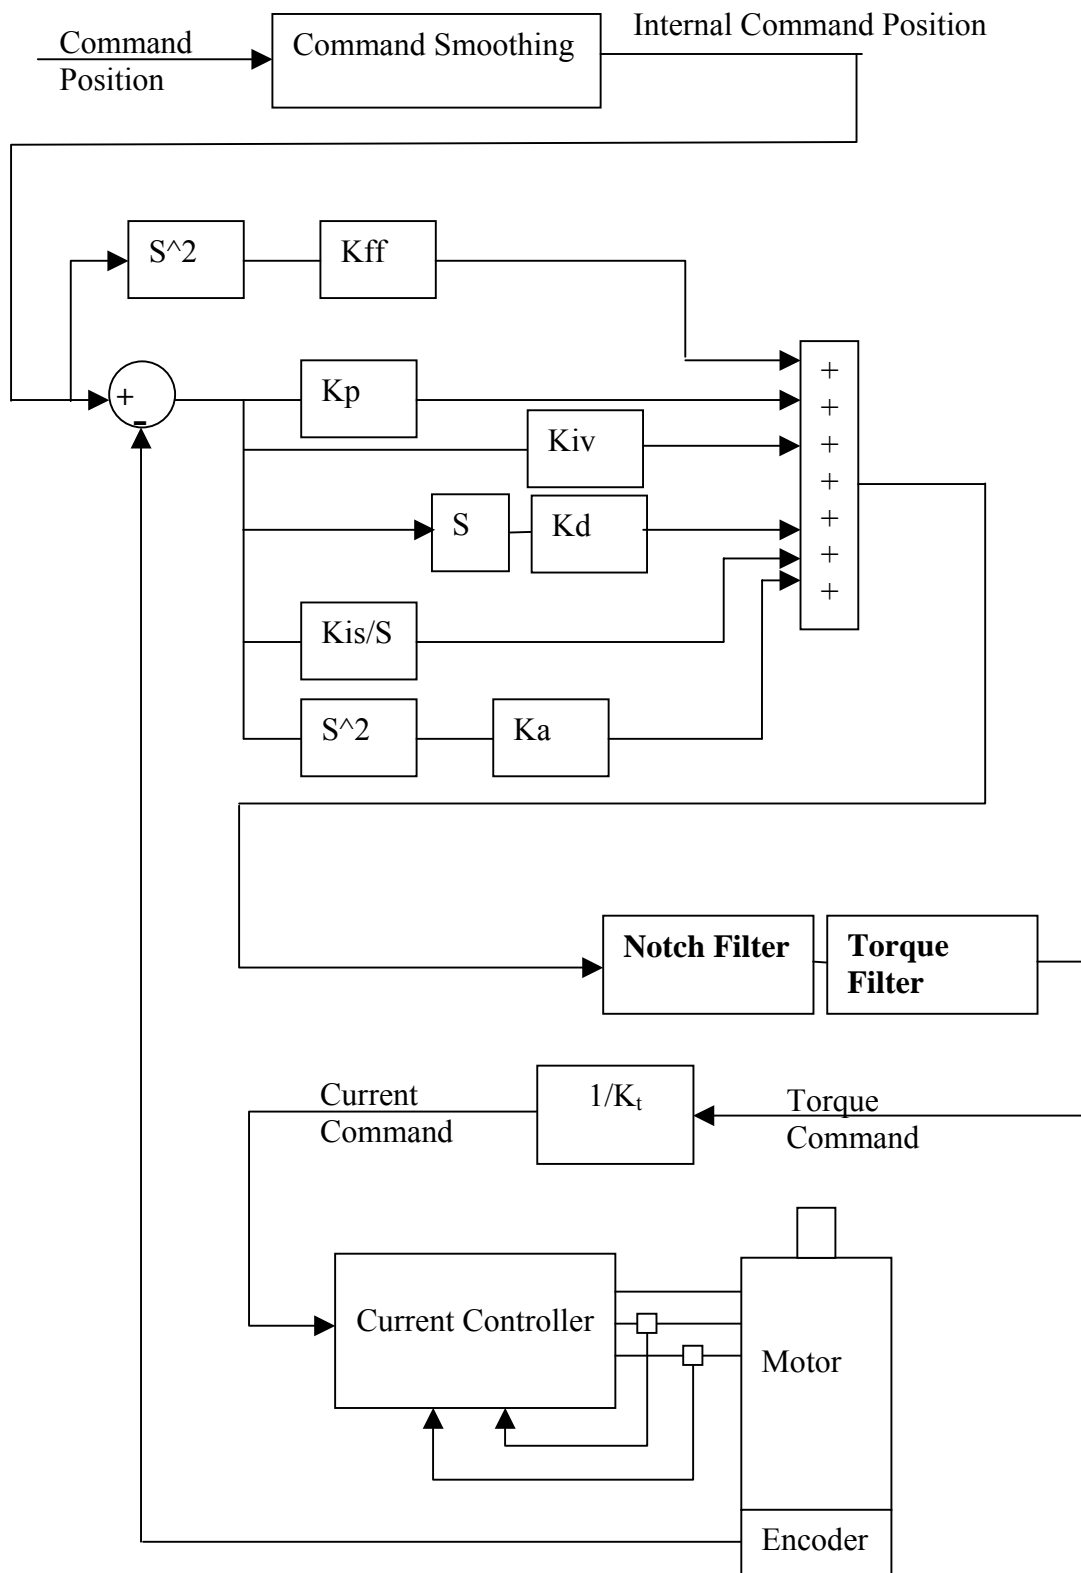 Internal Command Position
Command
Position
Command Smoothing
S^2
Kff
+
-
Kp
Kiv
S
Kd
Kis/S
S^2
Ka
+
+
+
+
+
+
+
Notch Filter
Torque
Filter
Current
Command
1/Kt
Torque
Command
Current Controller
Motor
Encoder